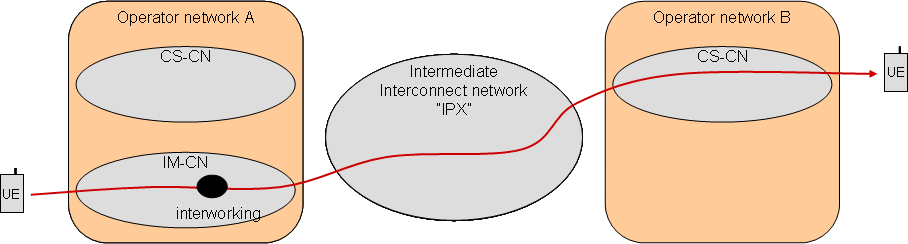 Operator network A
CS-CN
IM-CN
interworking
UE
Intermediate
Interconnect network
"IPX"
Operator network B
CS-CN
UE